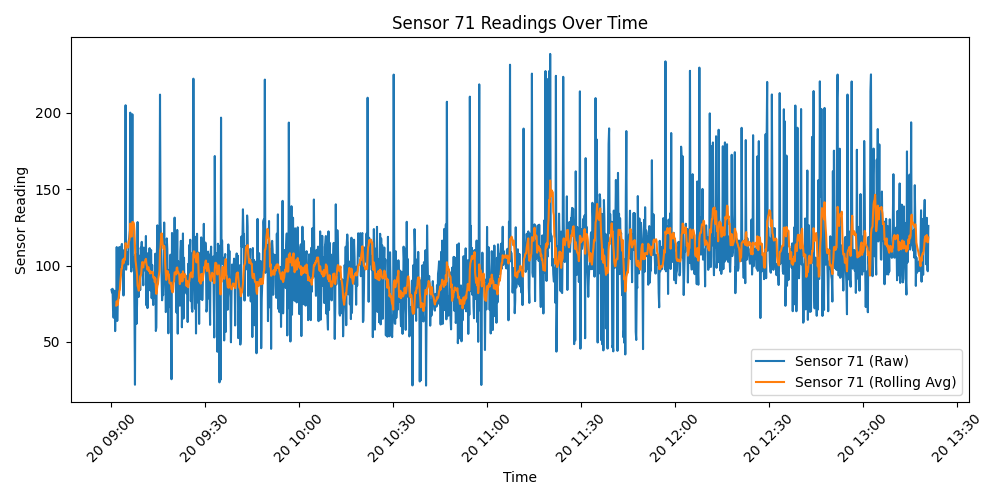 Sensor 71 Readings Over Time
Sensor Reading
200
150
100
50
Sensor 71 (Raw)
Sensor 71 (Rolling Avg)
20 09:00
20 09:30
20 10:00
20 10:30
20 11:00
20 11:30
20 12:00
20 12:30
20 13:00
20 13:30
Time